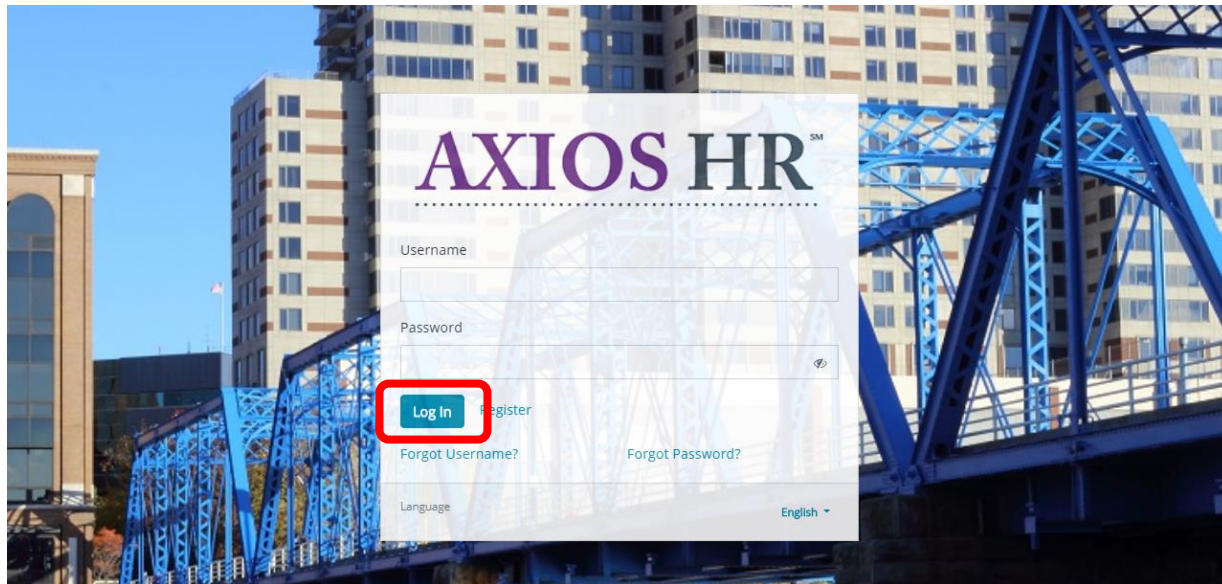 AXIOS HR℠
Username
Password
Log In Register
Forgot Username? Forgot Password?
Language English